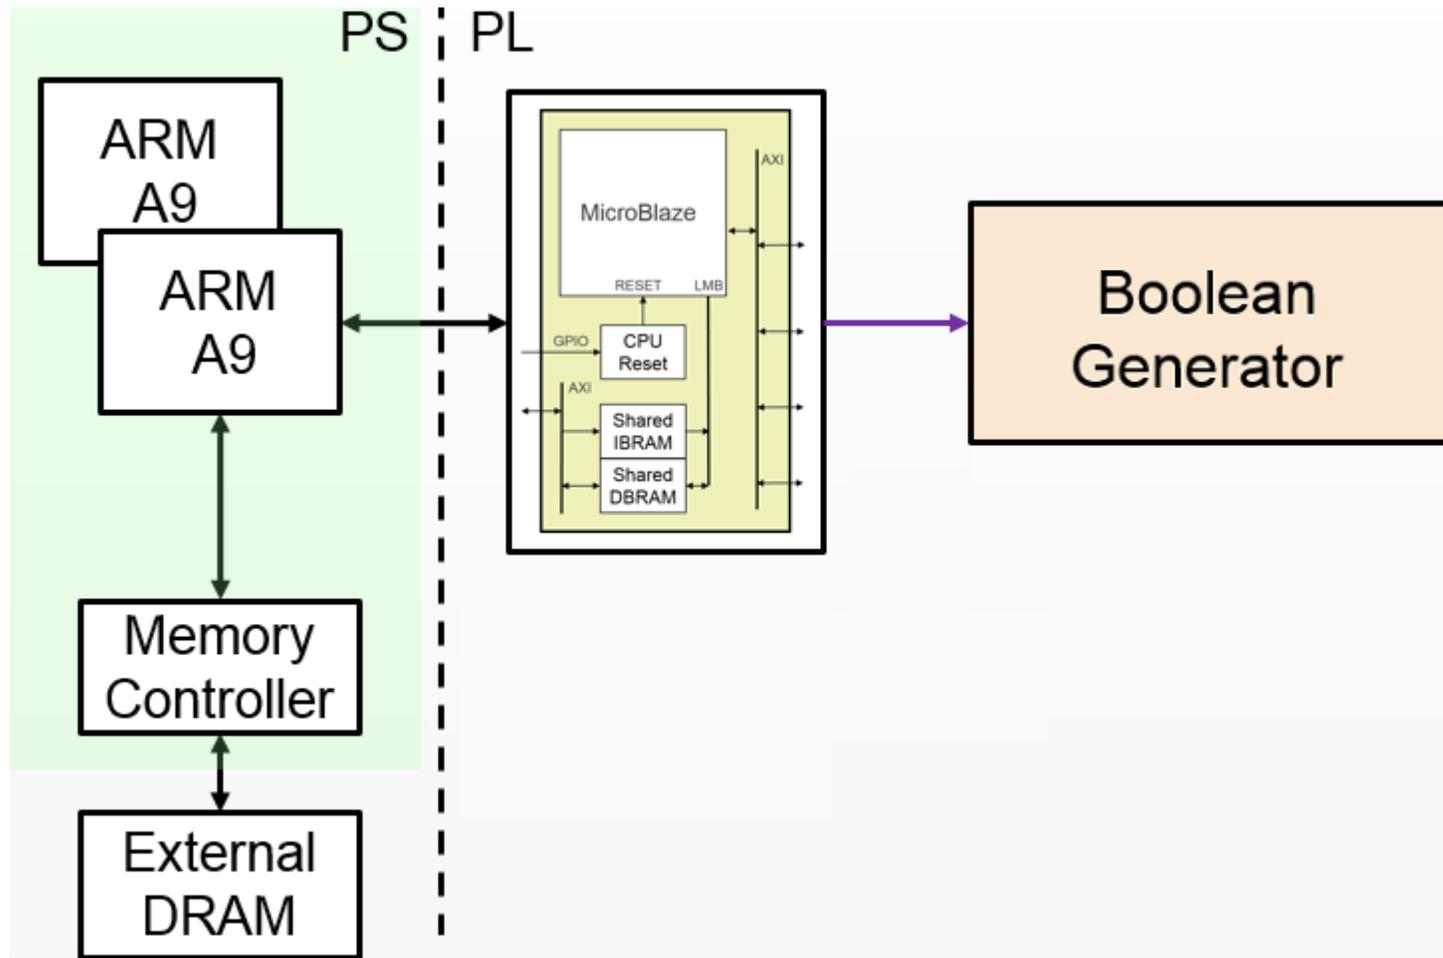 PS
PL
ARM
A9
ARM
A9
Memory
Controller
External
DRAM
MicroBlaze
AXI
RESET
LMB
GPIO
CPU
Reset
AXI
Shared
IBRAM
Shared
DBRAM
Boolean
Generator